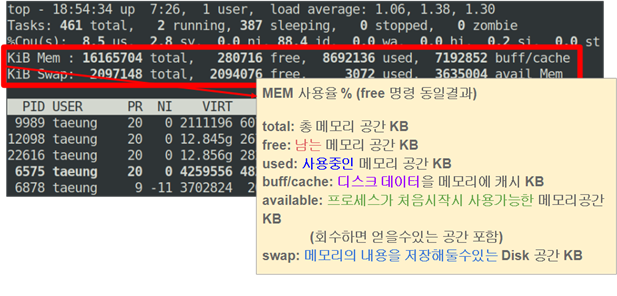 top - 18:54:34 up  7:26,  1 user,  load average: 1.06, 1.38, 1.30
Tasks: 461 total,   2 running, 387 sleeping,   0 stopped,   0 zombie
%Cpu(s):  8.5 us,  2.8 sy,  0.0 ni, 88.4 id,  0.0 wa,  0.0 hi,  0.2 si,  0.0 st
KiB Mem : 16165704 total,   280716 free,  8692136 used,  7192852 buff/cache
KiB Swap:  2097148 total,  2094076 free,     3072 used.  3635004 avail Mem
PID USER      PR  NI    VIRT
9989 taeung    20   0 2111196 60
12098 taeung    20   0 12.845g 26
22616 taeung    20   0 12.856g 28
6575 taeung    20   0 4259556 48
6878 taeung     9 -11 3702824  2
MEM 사용율 % (free 명령 동일결과)
total: 총 메모리 공간 KB
free: 남는 메모리 공간 KB
used: 사용중인 메모리 공간 KB
buff/cache: 디스크 데이터을 메모리에 캐시 KB
available: 프로세스가 처음시작시 사용가능한 메모리공간
KB
(회수하면 얻을수있는 공간 포함)
swap: 메모리의 내용을 저장해둘수있는 Disk 공간 KB